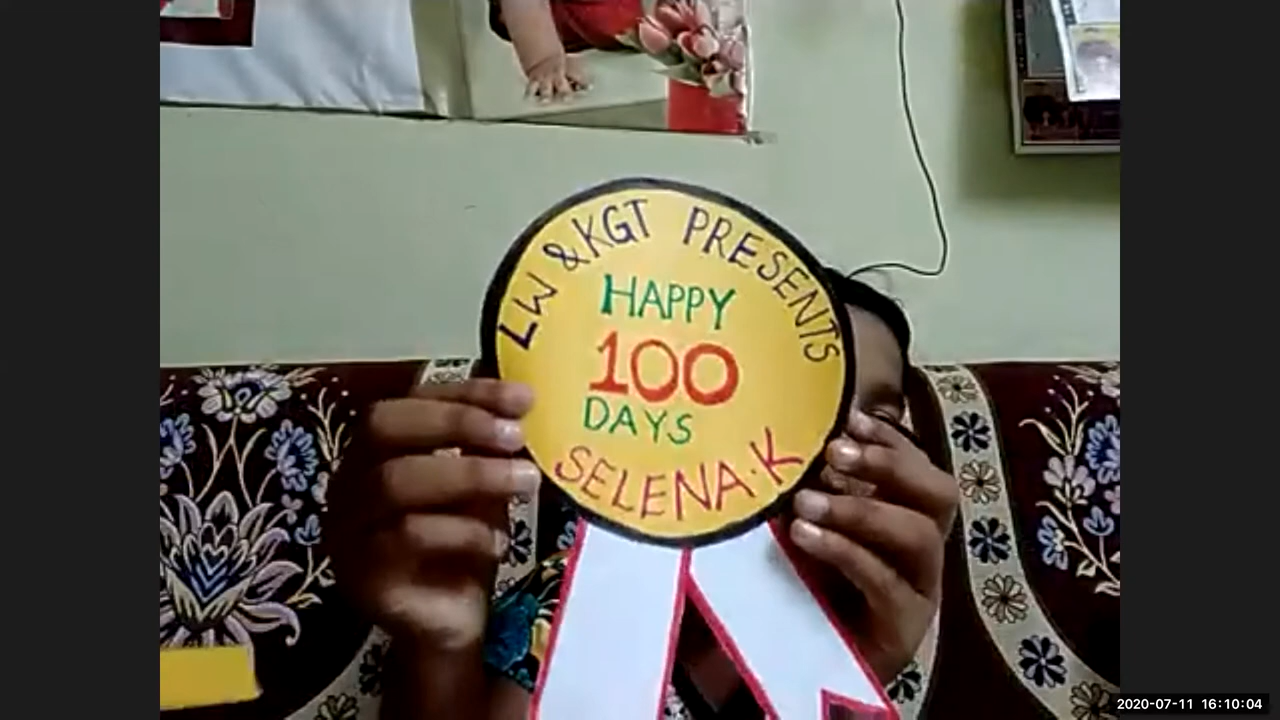 LW & KGT PRESENTS
HAPPY
100
DAYS
SELENA.K
2020-07-11 16:10:04